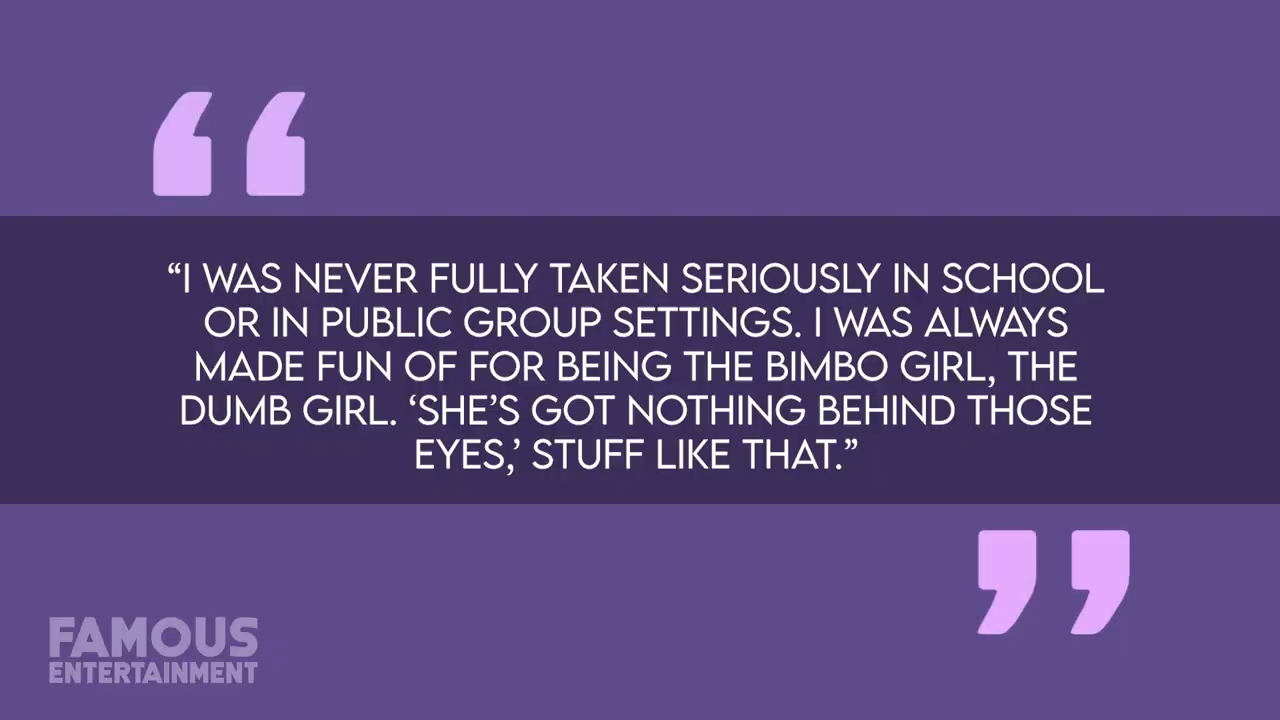 “I WAS NEVER FULLY TAKEN SERIOUSLY IN SCHOOL
OR IN PUBLIC GROUP SETTINGS. I WAS ALWAYS
MADE FUN OF FOR BEING THE BIMBO GIRL, THE
DUMB GIRL. ‘SHE’S GOT NOTHING BEHIND THOSE
EYES,’ STUFF LIKE THAT.”
FAMOUS
ENTERTAINMENT